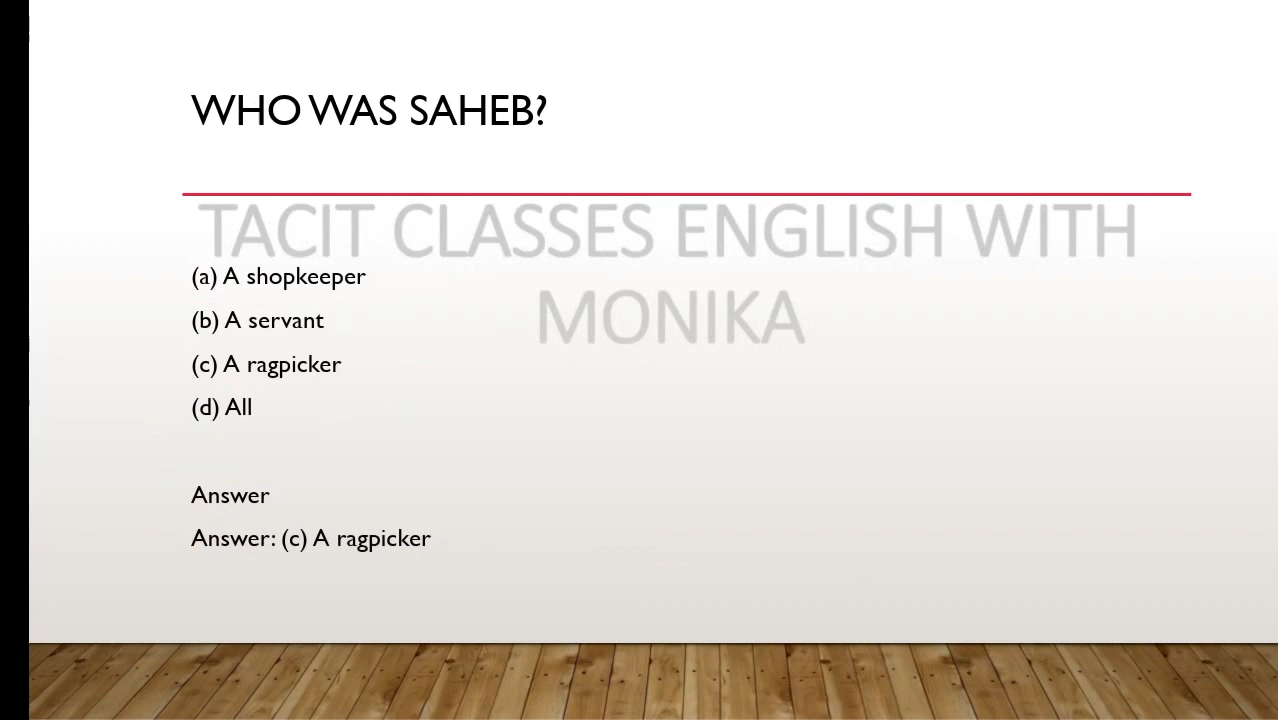 WHO WAS SAHEB?
TACIT CLASSES ENGLISH WITH
MONIKA
(a) A shopkeeper
(b) A servant
(c) A ragpicker
(d) All
Answer
Answer: (c) A ragpicker